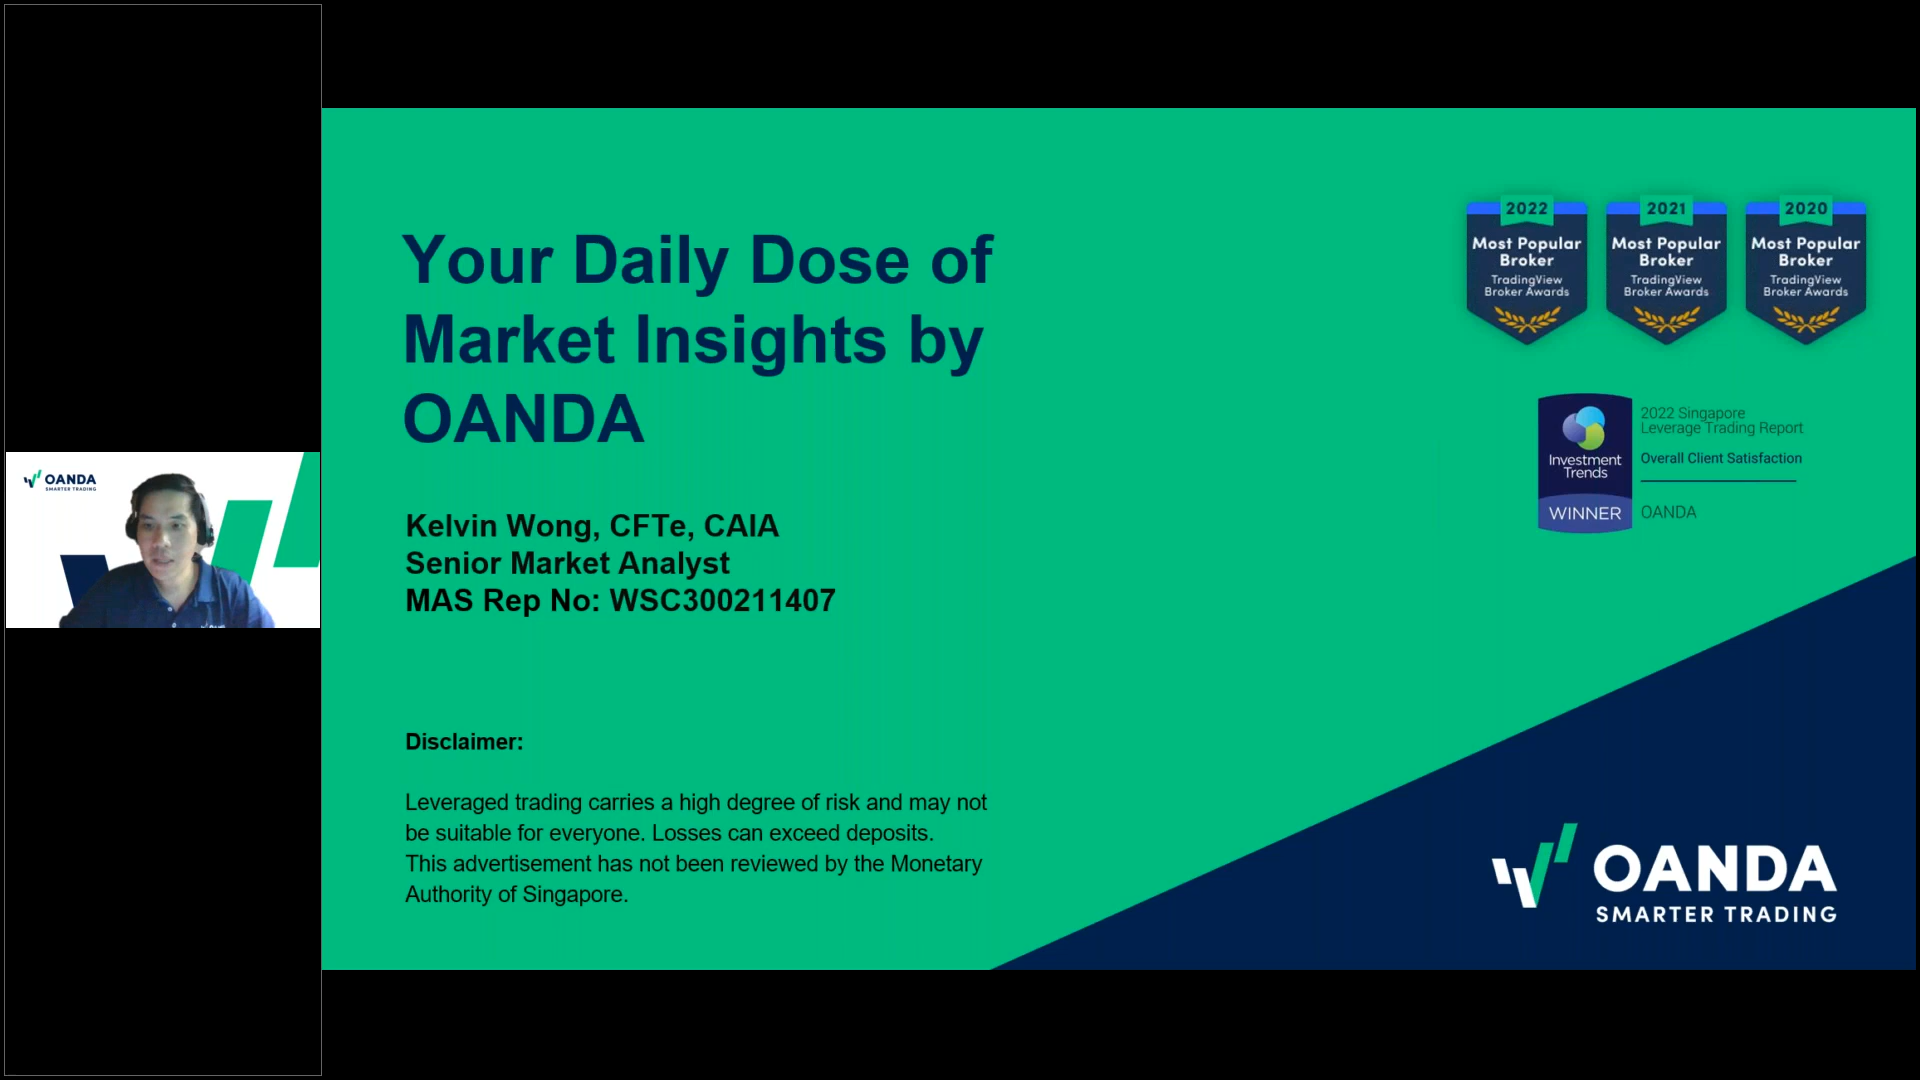 OANDA
SMARTER TRADING
Your Daily Dose of
Market Insights by
OANDA
Kelvin Wong, CFTe, CAIA
Senior Market Analyst
MAS Rep No: WSC300211407
Disclaimer:
Leveraged trading carries a high degree of risk and may not
be suitable for everyone. Losses can exceed deposits.
This advertisement has not been reviewed by the Monetary
Authority of Singapore.
2022
Most Popular
Broker
TradingView
Broker Awards
2021
Most Popular
Broker
TradingView
Broker Awards
2020
Most Popular
Broker
TradingView
Broker Awards
Investment
Trends
WINNER
2022 Singapore
Leverage Trading Report
Overall Client Satisfaction
OANDA
OANDA
SMARTER TRADING